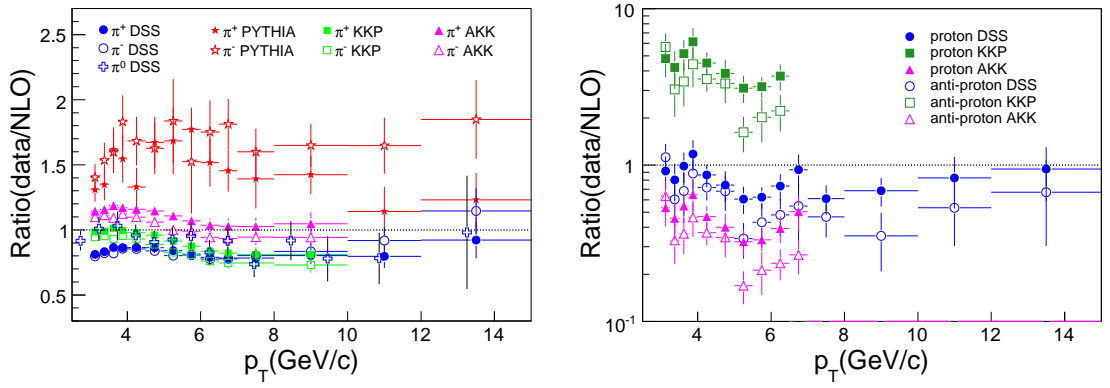 π+ DSS π+ PYTHIA π+ KKP π+ AKK
π- DSS π- PYTHIA π- KKP π- AKK
π0 DSS
Ratio(data/NLO)
2.5
2
1.5
1
0.5
4 6 8 10 12 14
pT(GeV/c)
proton DSS
proton KKP
proton AKK
anti-proton DSS
anti-proton KKP
anti-proton AKK
Ratio(data/NLO)
10
1
10-1
4 6 8 10 12 14
pT(GeV/c)